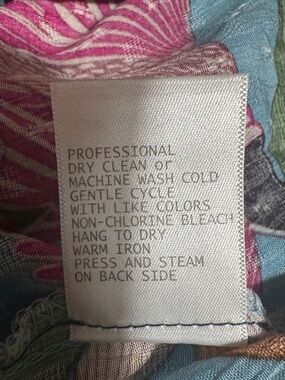 PROFESSIONAL
DRY CLEAN or
MACHINE WASH COLD
GENTLE CYCLE
WITH LIKE COLORS
NON-CHLORINE BLEACH
HANG TO DRY
WARM IRON
PRESS AND STEAM
ON BACK SIDE